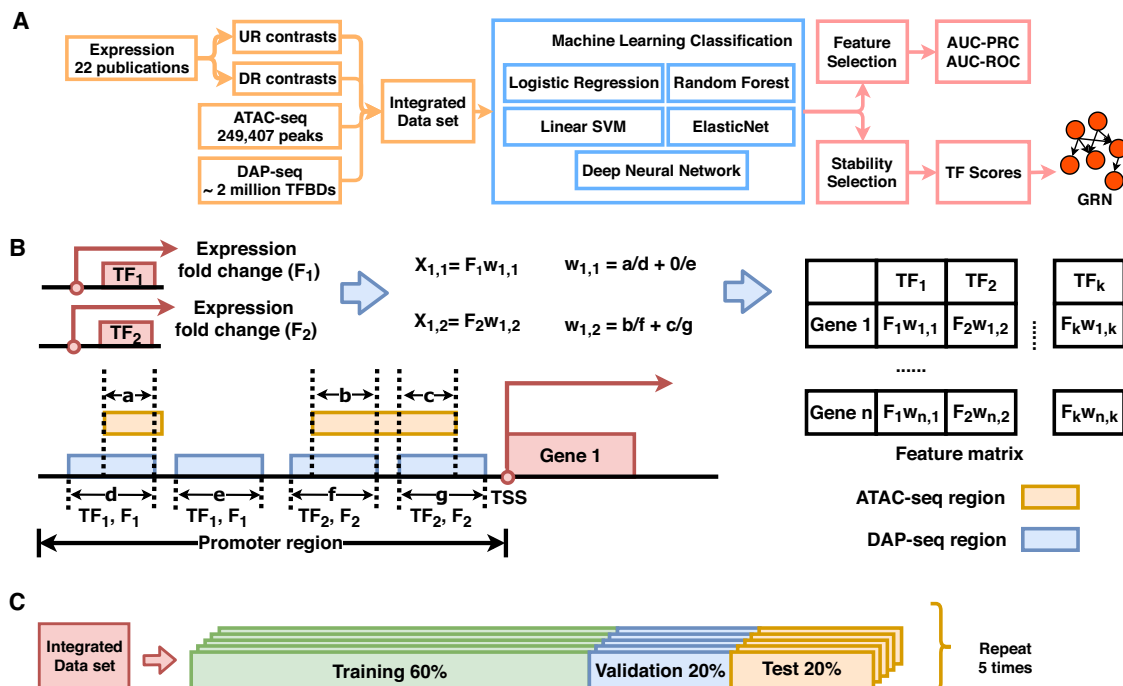 A
Expression
22 publications
UR contrasts
DR contrasts
ATAC-seq
249,407 peaks
DAP-seq
~ 2 million TFBDs
Integrated
Data set
Machine Learning Classification
Logistic Regression
Random Forest
Linear SVM
ElasticNet
Deep Neural Network
Feature
Selection
AUC-PRC
AUC-ROC
Stability
Selection
TF Scores
GRN
B
TF₁
Expression
fold change (F₁)
TF₂
Expression
fold change (F₂)
X₁,₁= F₁w₁,₁
w₁,₁ = a/d + 0/e
X₁,₂= F₂w₁,₂
w₁,₂ = b/f + c/g
TF₁ TF₂ TFₖ
Gene 1 F₁w₁,₁ F₂w₁,₂ ...... Fₖw₁,ₖ
......
Gene n F₁wₙ,₁ F₂wₙ,₂ Fₖwₙ,ₖ
Feature matrix
a b c
Gene 1
d e f g TSS
TF₁, F₁ TF₁, F₁ TF₂, F₂ TF₂, F₂
Promoter region
ATAC-seq region
DAP-seq region
C
Integrated
Data set
Training 60%
Validation 20%
Test 20%
Repeat
5 times